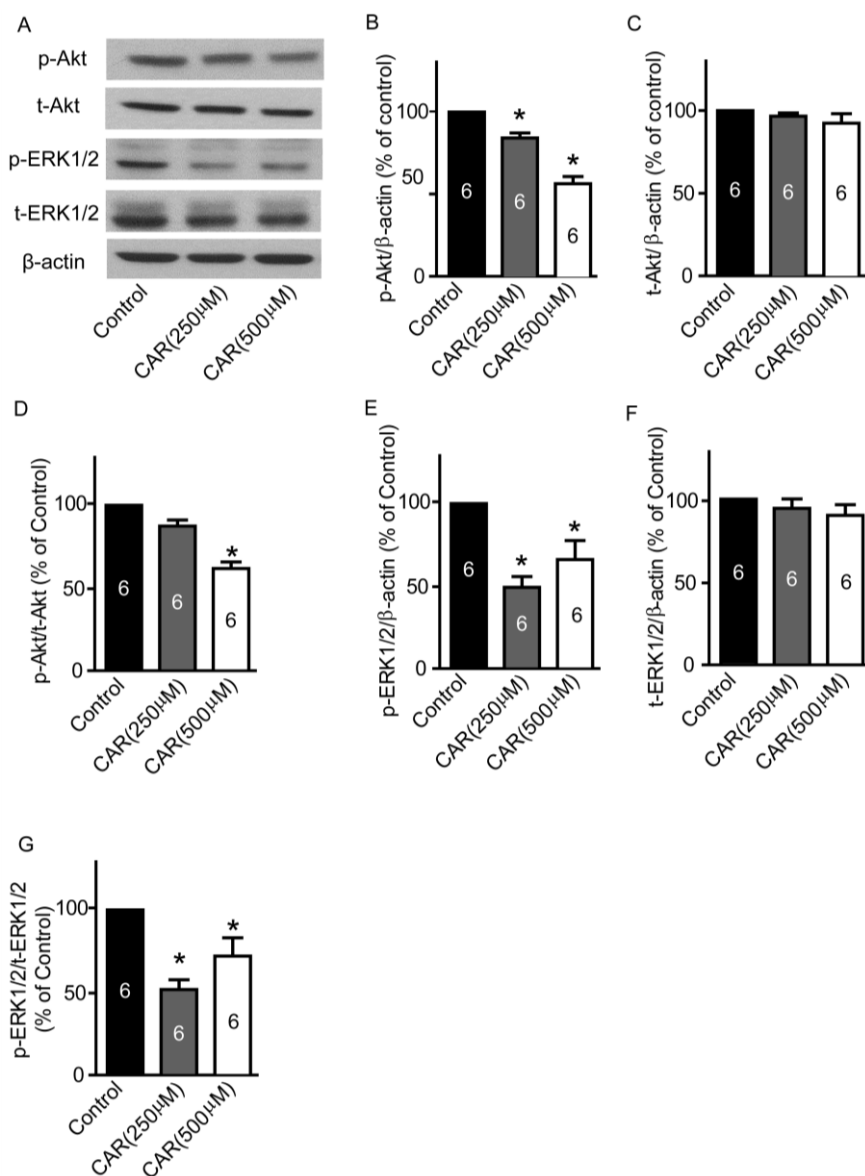 A
p-Akt
t-Akt
p-ERK1/2
t-ERK1/2
β-actin
Control
CAR(250μM)
CAR(500μM)
B
p-Akt/β-actin (% of control)
100
50
0
6
6
6
*
*
Control
CAR(250μM)
CAR(500μM)
C
t-Akt/β-actin (% of control)
100
50
0
6
6
6
Control
CAR(250μM)
CAR(500μM)
D
p-Akt/t-Akt (% of Control)
100
50
0
6
6
6
*
Control
CAR(250μM)
CAR(500μM)
E
p-ERK1/2/β-actin (% of Control)
100
50
0
6
6
6
*
*
Control
CAR(250μM)
CAR(500μM)
F
t-ERK1/2/β-actin (% of Control)
100
50
0
6
6
6
Control
CAR(250μM)
CAR(500μM)
G
p-ERK1/2/t-ERK1/2
(% of Control)
100
50
0
6
6
6
*
*
Control
CAR(250μM)
CAR(500μM)